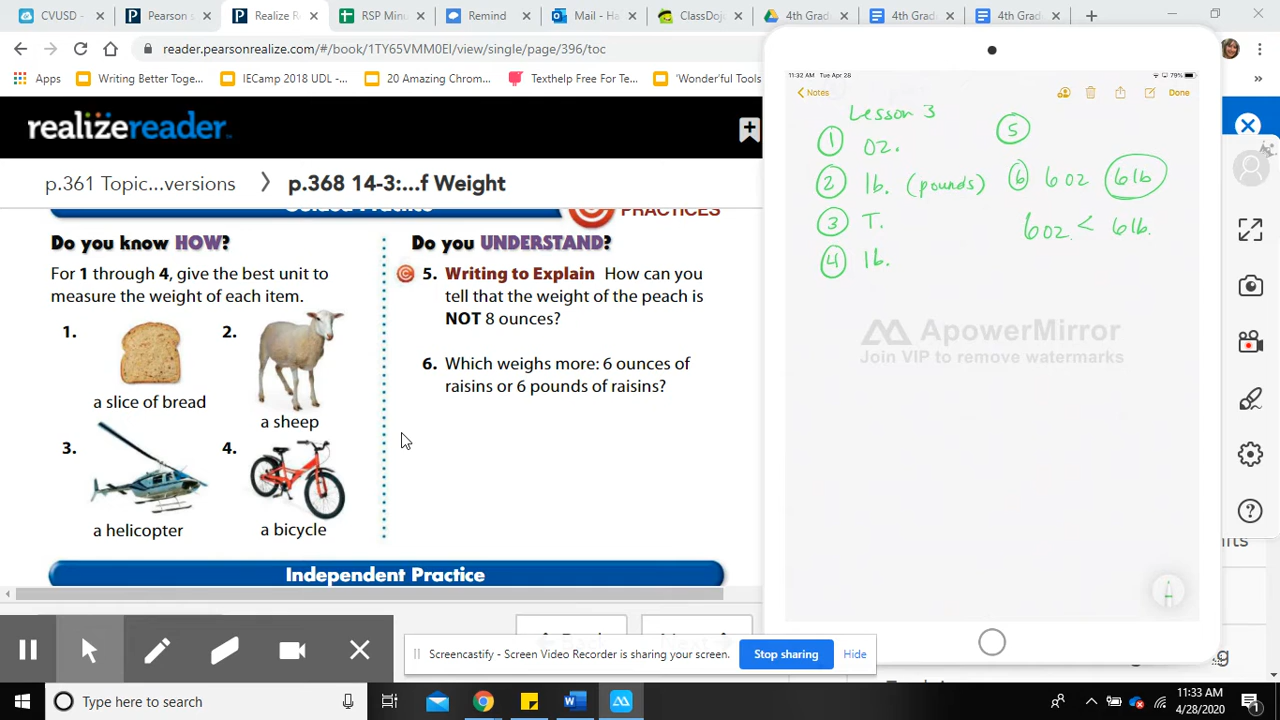 CVUS
Pearson
Realize R
RSP Min
Remind
Mail - Ha
ClassDoj
4th Grad
4th Grad
4th Grad
reader.pearsonrealize.com/#/book/1TY65VMM0EI/view/single/page/396/toc
Apps
Writing Better Toge...
IECamp 2018 UDL -...
20 Amazing Chrom...
Texthelp Free For Te...
'Wonder'ful Tools
realizereader
p.361 Topic...versions
p.368 14-3:...f Weight
PRACTICES
Do you know HOW?
For 1 through 4, give the best unit to
measure the weight of each item.
1.
2.
a slice of bread
a sheep
3.
4.
a helicopter
a bicycle
Do you UNDERSTAND?
5. Writing to Explain How can you
tell that the weight of the peach is
NOT 8 ounces?
6. Which weighs more: 6 ounces of
raisins or 6 pounds of raisins?
Independent Practice
11:32 AM Tue Apr 28
79%
Notes
Done
Lesson 3
1 oz.
2 lb. (pounds)
3 T.
4 lb.
5
6 6 oz 6 lb
6 oz. < 6 lb.
ApowerMirror
Join VIP to remove watermarks
Screencastify - Screen Video Recorder is sharing your screen.
Stop sharing
Hide
Type here to search
11:33 AM
4/28/2020